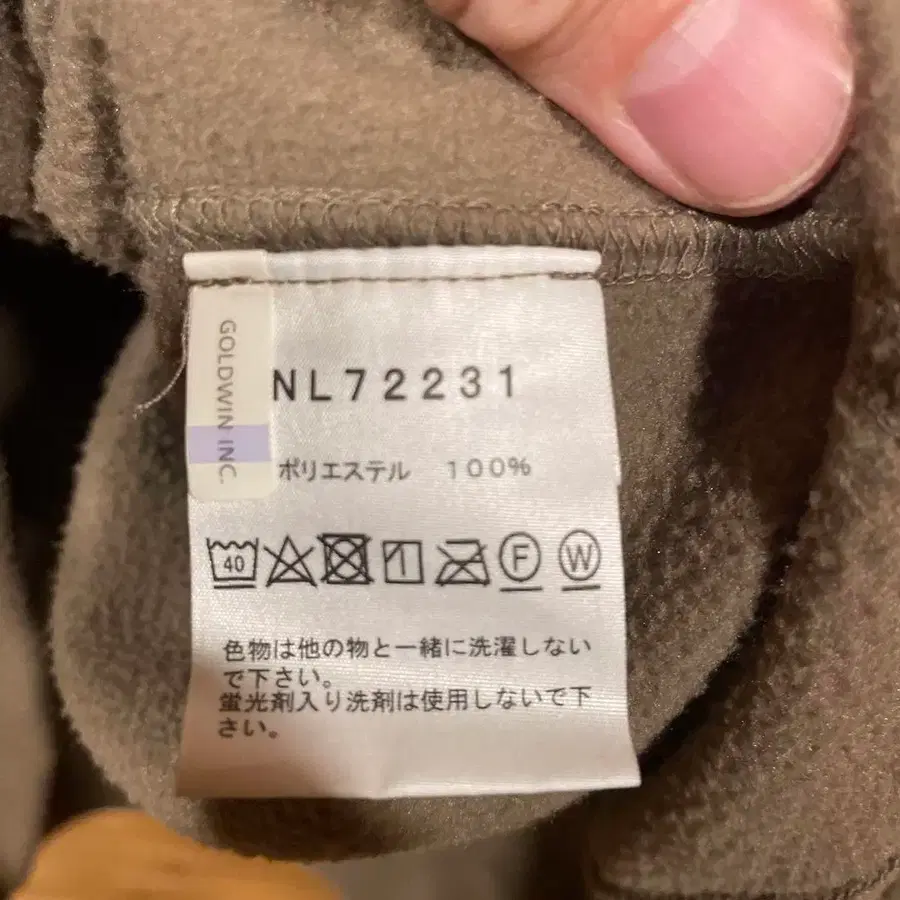 GOLDWIN INC.
NL72231
ポリエステル 100%
40
F W
色物は他の物と一緒に洗濯しない
で下さい。
蛍光剤入り洗剤は使用しないで下
さい。